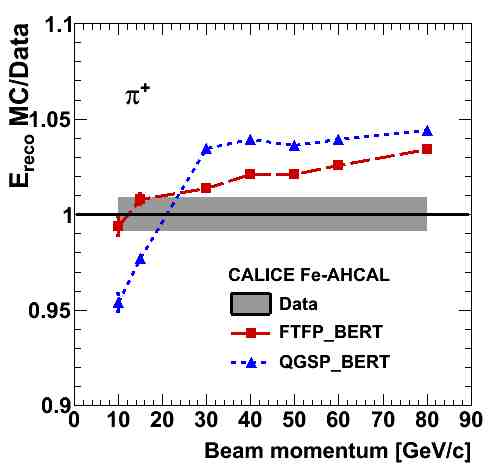 E_reco MC/Data
1.1
1.05
1
0.95
0.9
π⁺
CALICE Fe-AHCAL
Data
FTFP_BERT
QGSP_BERT
0 10 20 30 40 50 60 70 80 90
Beam momentum [GeV/c]